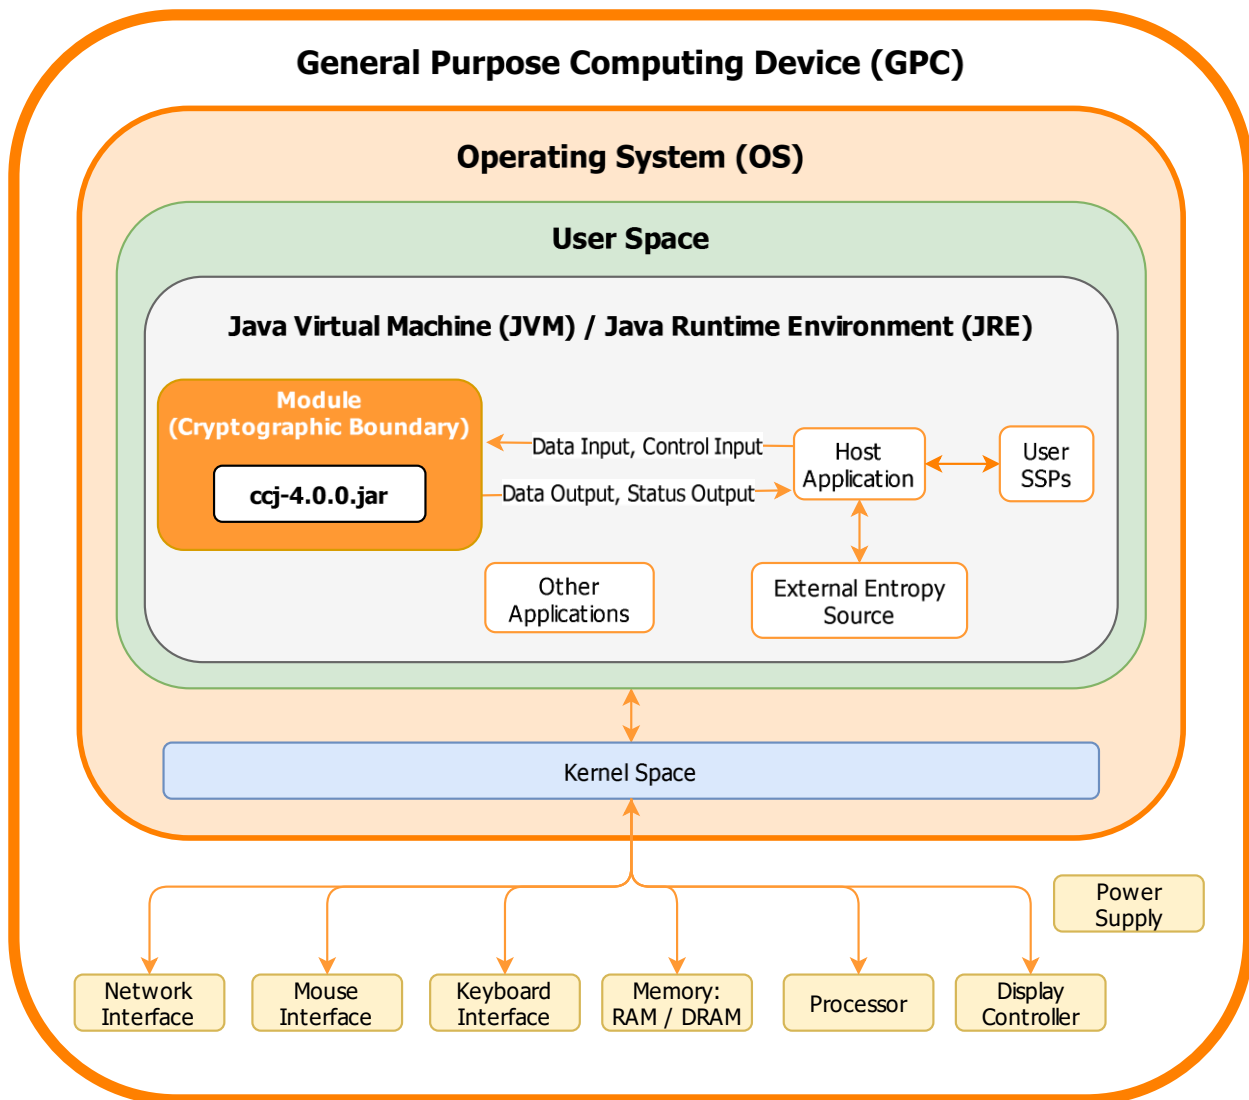 General Purpose Computing Device (GPC)
Operating System (OS)
User Space
Java Virtual Machine (JVM) / Java Runtime Environment (JRE)
Module
(Cryptographic Boundary)
ccj-4.0.0.jar
Data Input, Control Input
Data Output, Status Output
Host
Application
User
SSPs
Other
Applications
External Entropy
Source
Kernel Space
Power
Supply
Network
Interface
Mouse
Interface
Keyboard
Interface
Memory:
RAM / DRAM
Processor
Display
Controller